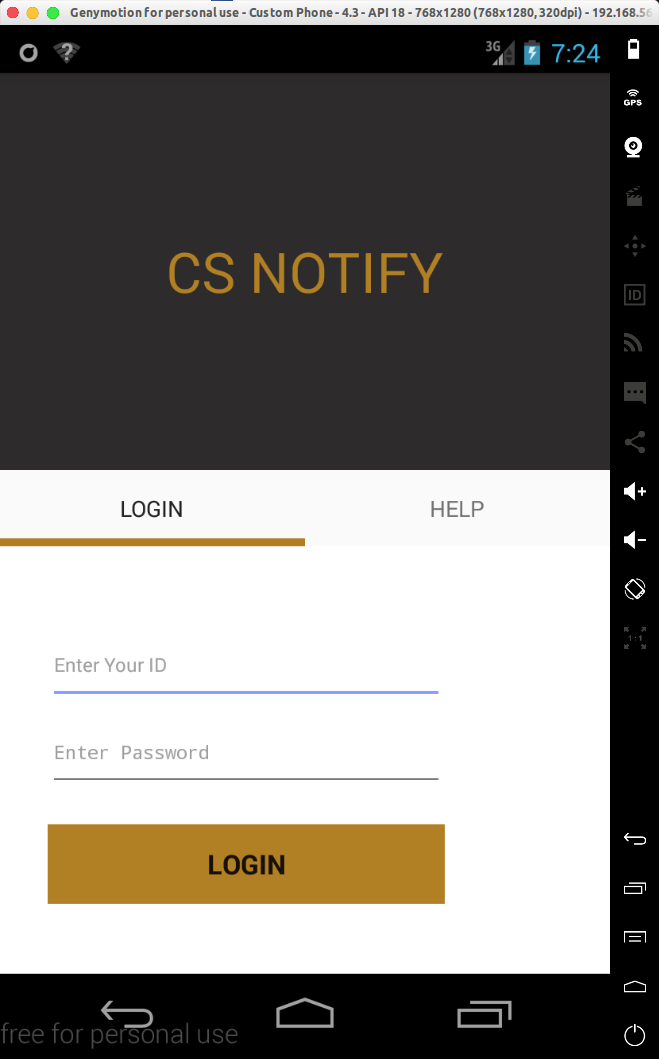 Genymotion for personal use - Custom Phone - 4.3 - API 18 - 768x1280 (768x1280, 320dpi) - 192.168.56
3G 7:24
GPS
CS NOTIFY
ID
LOGIN HELP
1:1
Enter Your ID
Enter Password
LOGIN
free for personal use